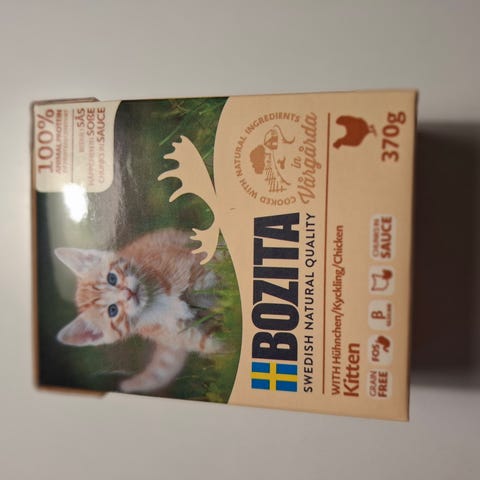 100%
ANIMAL PROTEIN
BITAR I SÅS
HÄPPCHEN IN SOßE
CHUNKS IN SAUCE
COOKED WITH NATURAL INGREDIENTS
in
Vårgårda
BOZITA
SWEDISH NATURAL QUALITY
WITH Hühnchen/Kyckling/Chicken
Kitten
370g
GRAIN
FREE
FOS
β
CHUNKS IN
SAUCE